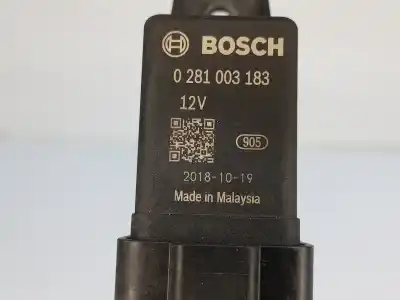 BOSCH
0 281 003 183
12V
905
2018-10-19
Made in Malaysia